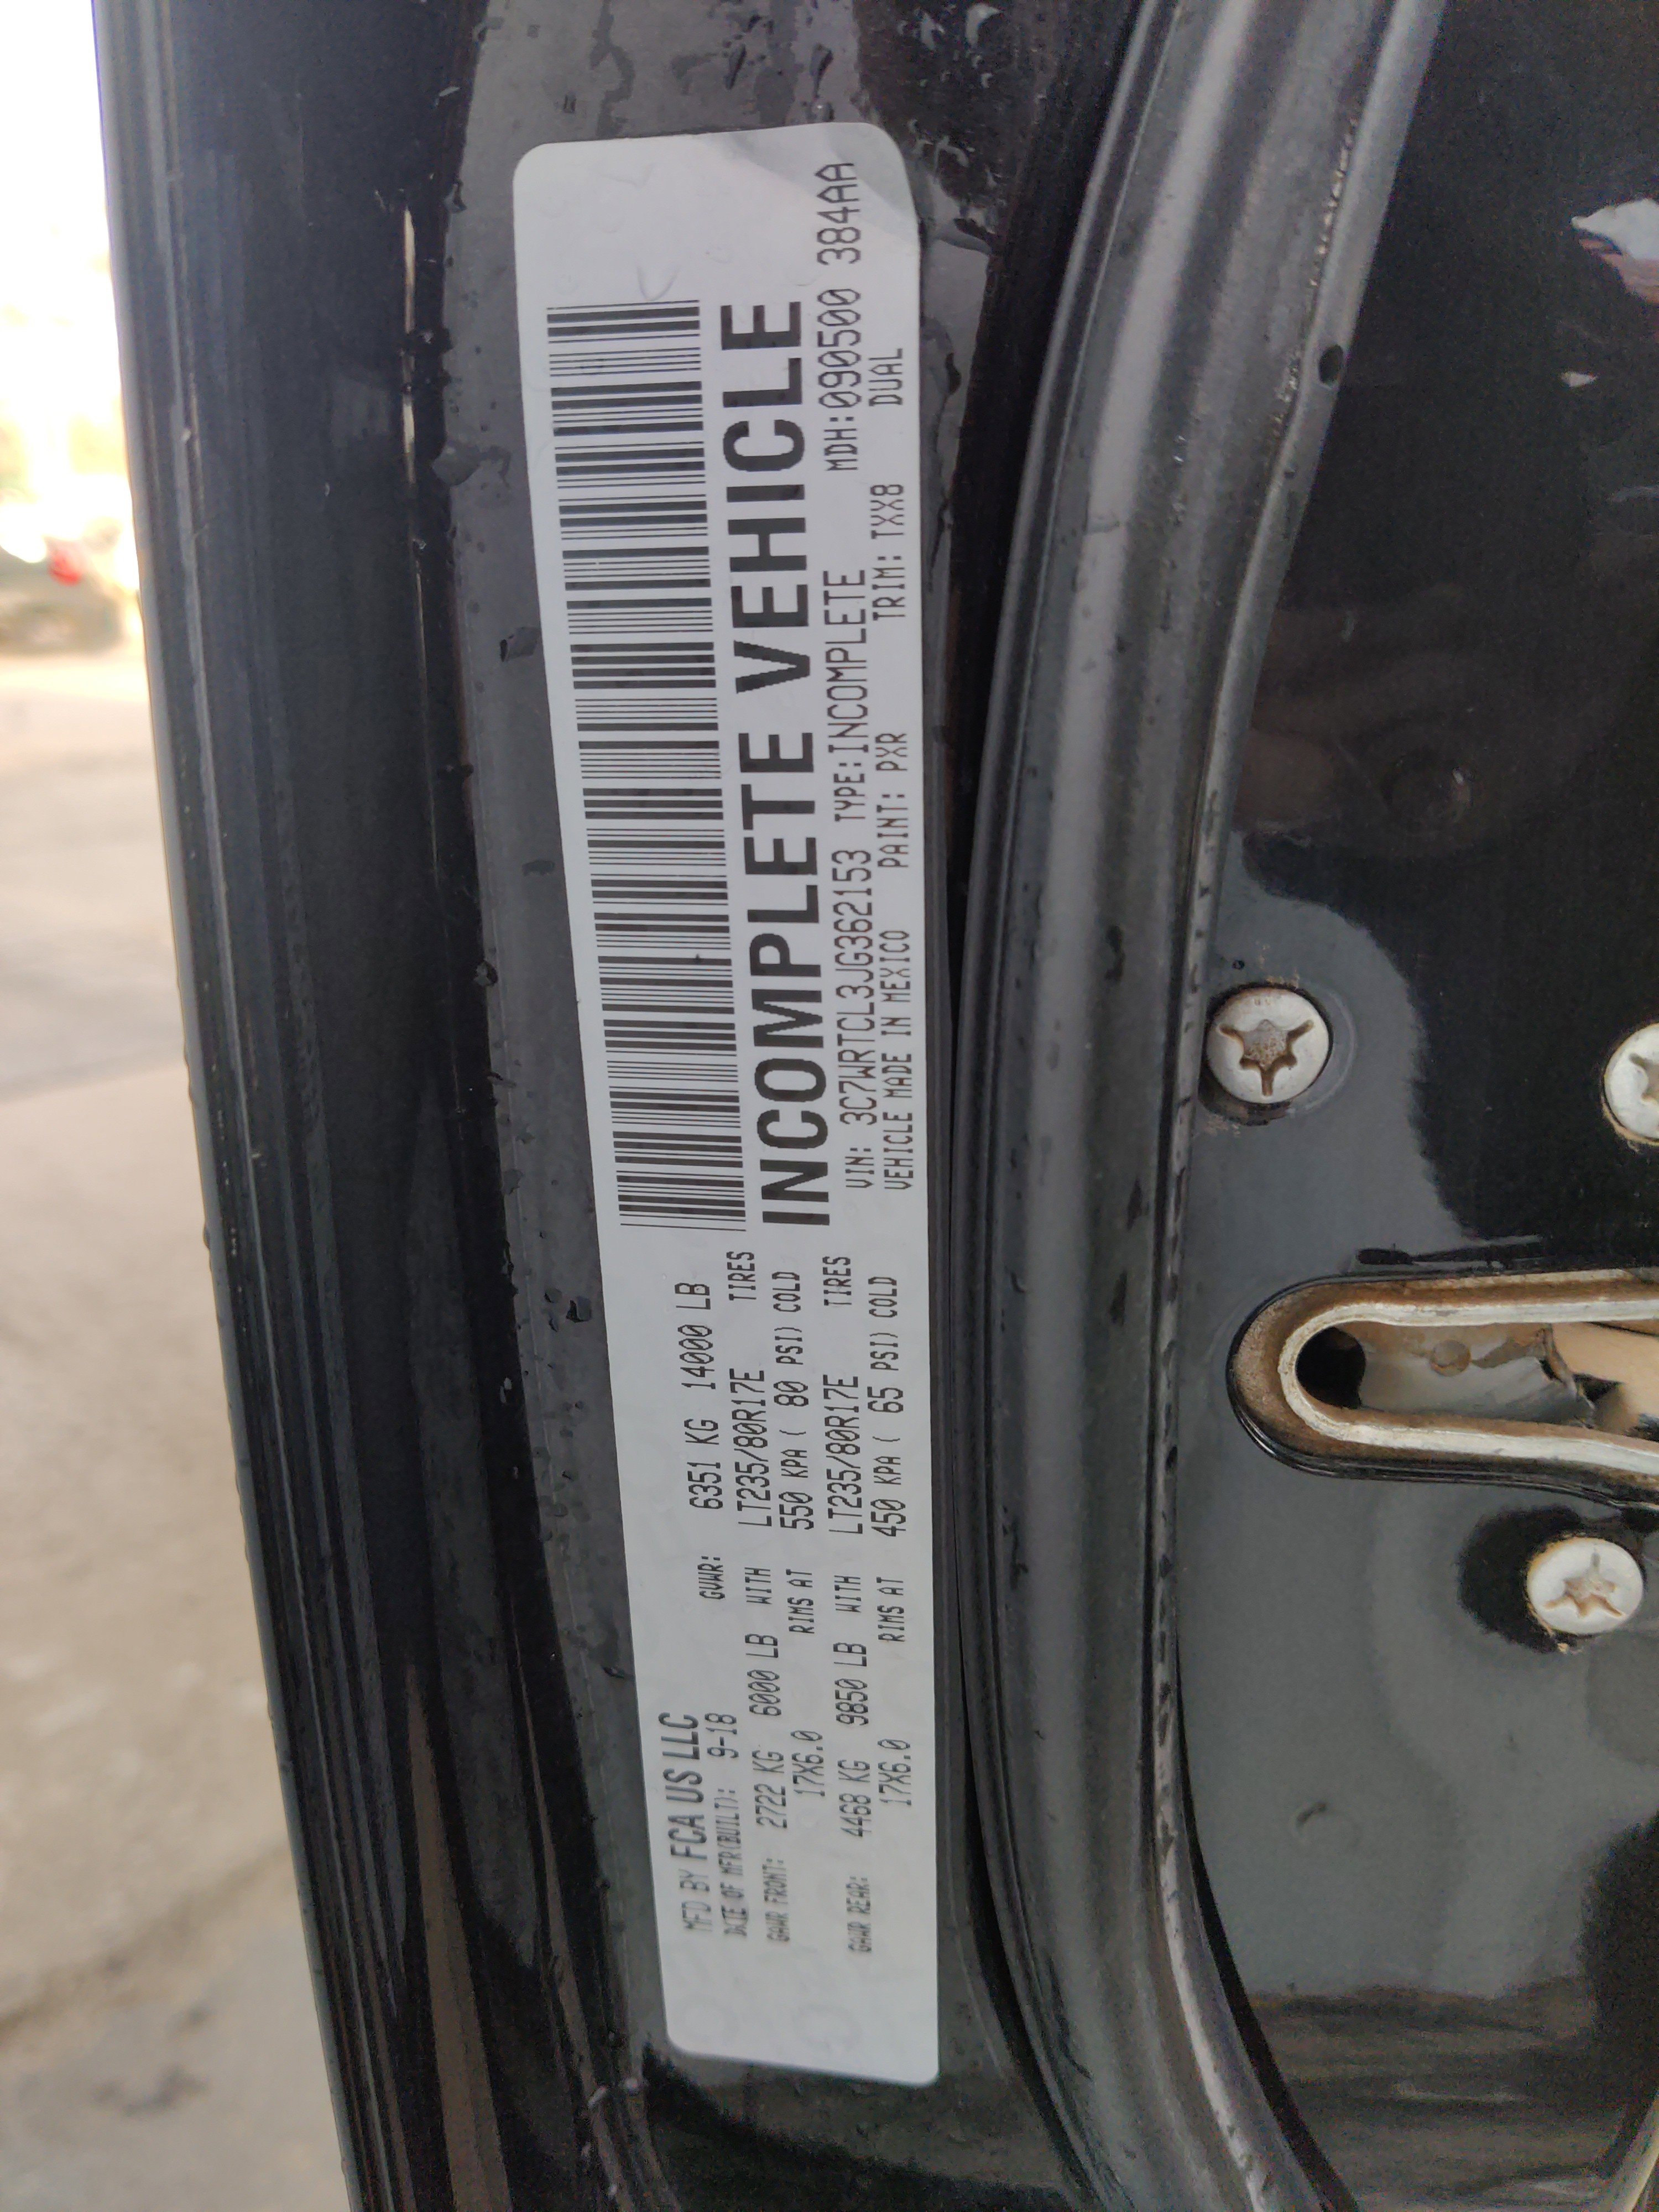 MFD BY FCA US LLC
DATE OF MFR(BUILT): 9-18 GVWR: 6351 KG 14000 LB
GAWR FRONT: 2722 KG 6000 LB WITH LT235/80R17E TIRES
17X6.0 RIMS AT 550 KPA ( 80 PSI) COLD
GAWR REAR: 4468 KG 9850 LB WITH LT235/80R17E TIRES
17X6.0 RIMS AT 450 KPA ( 65 PSI) COLD
INCOMPLETE VEHICLE
VIN: 3C7WRTCL3JG362153 TYPE:INCOMPLETE MDH:090500 384AA
VEHICLE MADE IN MEXICO PAINT: PXR TRIM: TXX8 DUAL